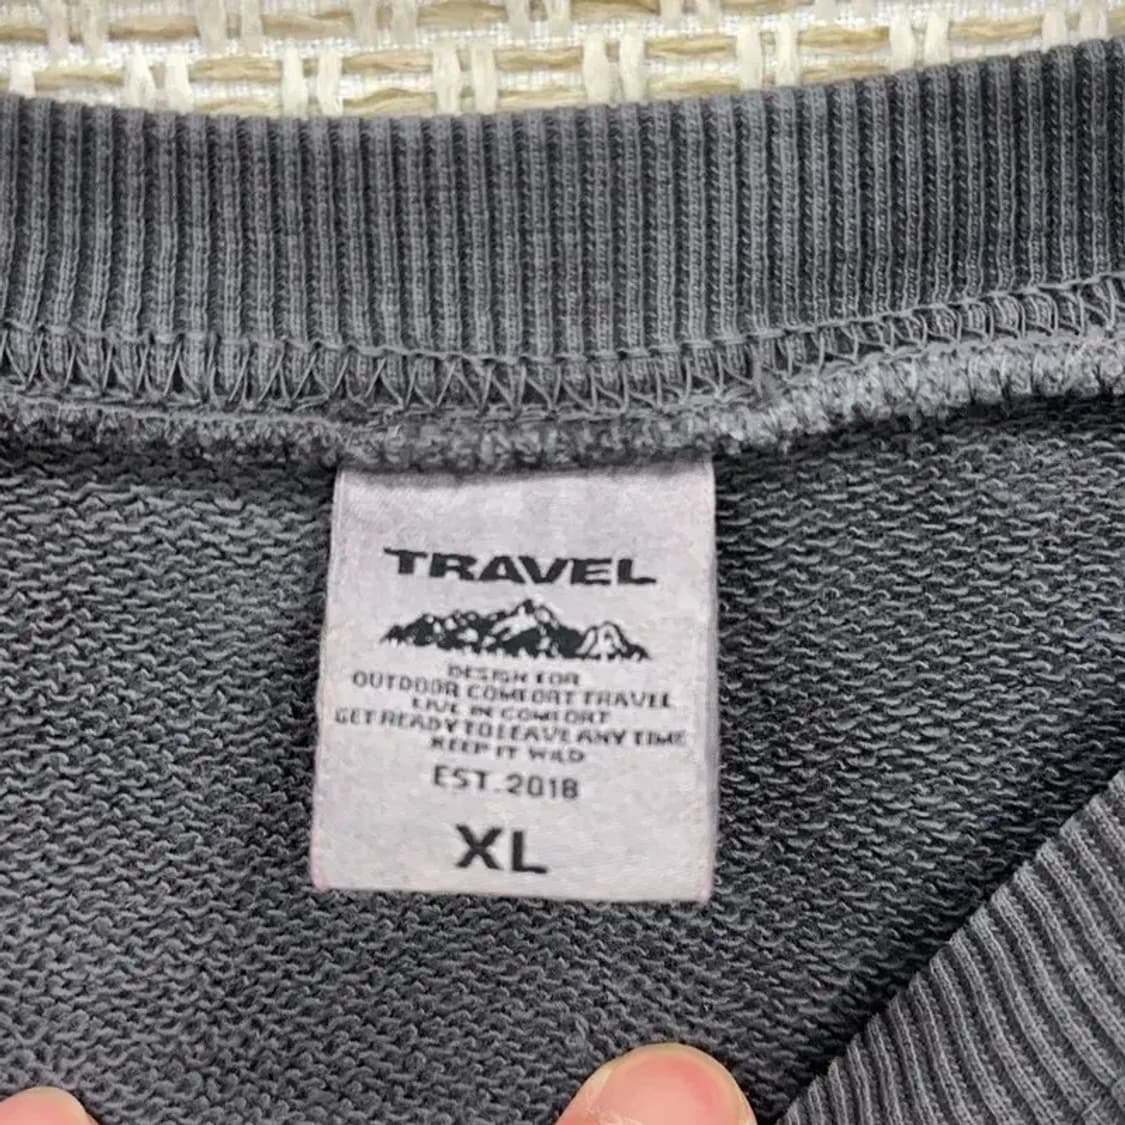 TRAVEL
DESIGN FOR
OUTDOOR COMFORT TRAVEL
LIVE IN COMFORT
GET READY TO LEAVE ANY TIME
KEEP IT WILD
EST.2018
XL